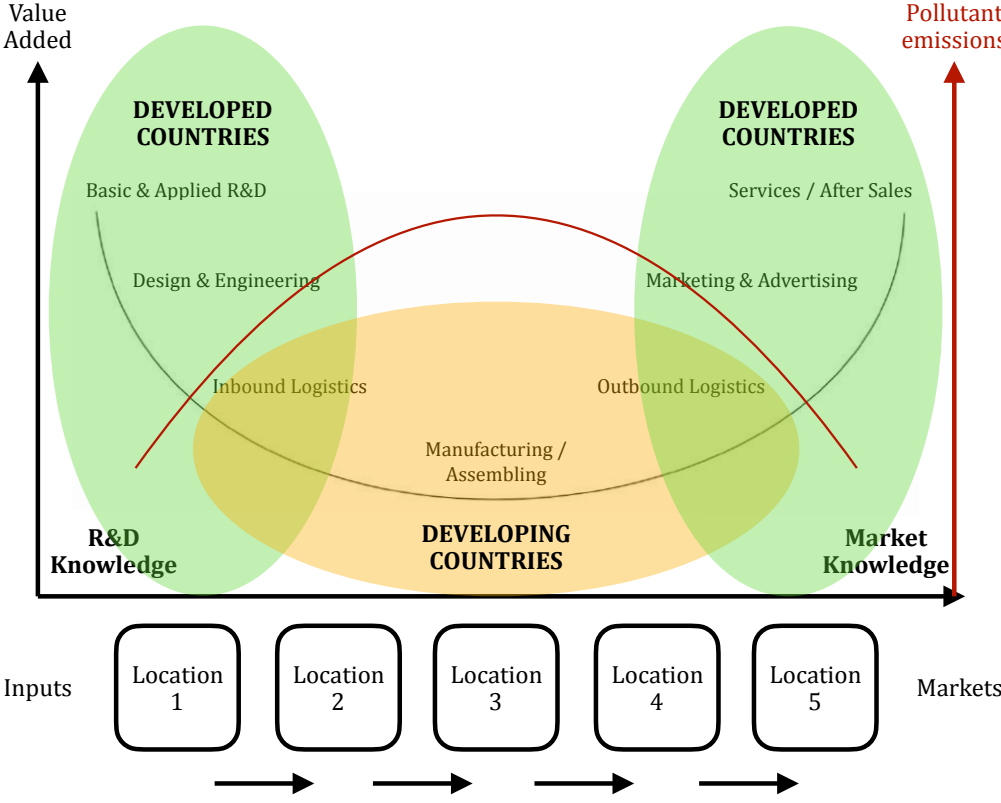 Value
Added
Pollutant
emissions
DEVELOPED
COUNTRIES
DEVELOPED
COUNTRIES
Basic & Applied R&D
Services / After Sales
Design & Engineering
Marketing & Advertising
Inbound Logistics
Outbound Logistics
Manufacturing /
Assembling
R&D
Knowledge
DEVELOPING
COUNTRIES
Market
Knowledge
Inputs
Location
1
Location
2
Location
3
Location
4
Location
5
Markets